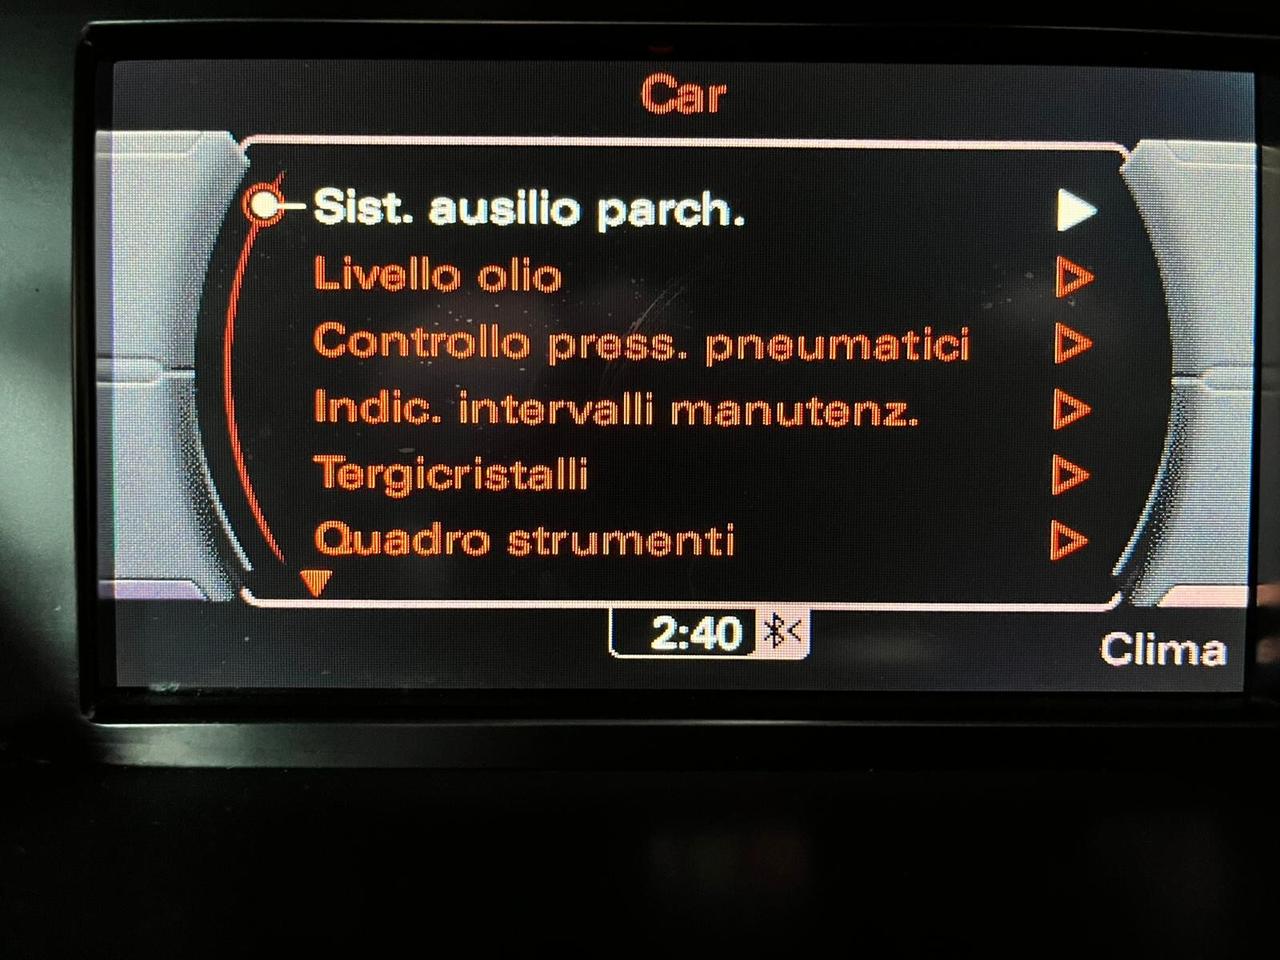 Car
Sist. ausilio parch.
Livello olio
Controllo press. pneumatici
Indic. intervalli manutenz.
Tergicristalli
Quadro strumenti
2:40
Clima